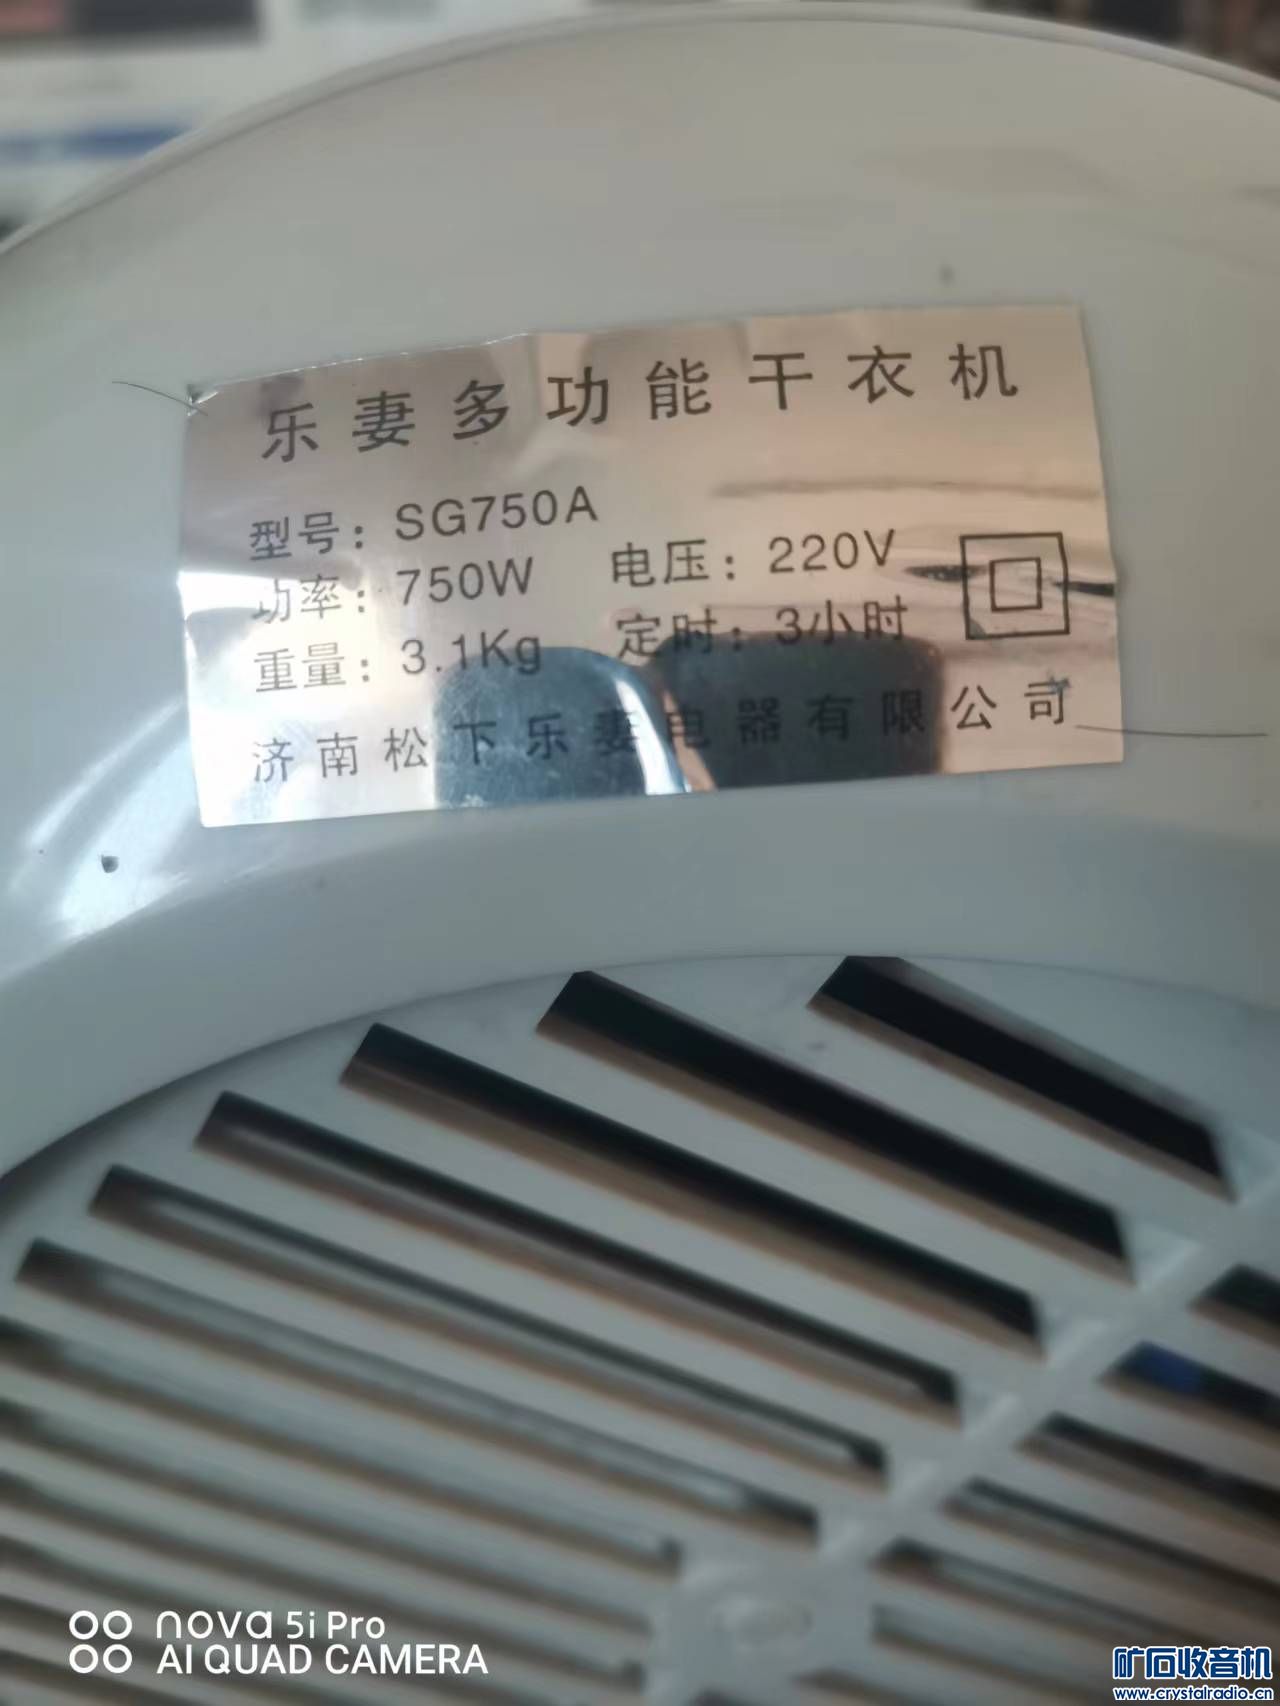 乐妻多功能干衣机
型号：SG750A
功率：750W 电压：220V
重量：3.1Kg 定时：3小时
济南松下乐妻电器有限公司
nova 5i Pro
AI QUAD CAMERA
矿石收音机
www.crystalradio.cn